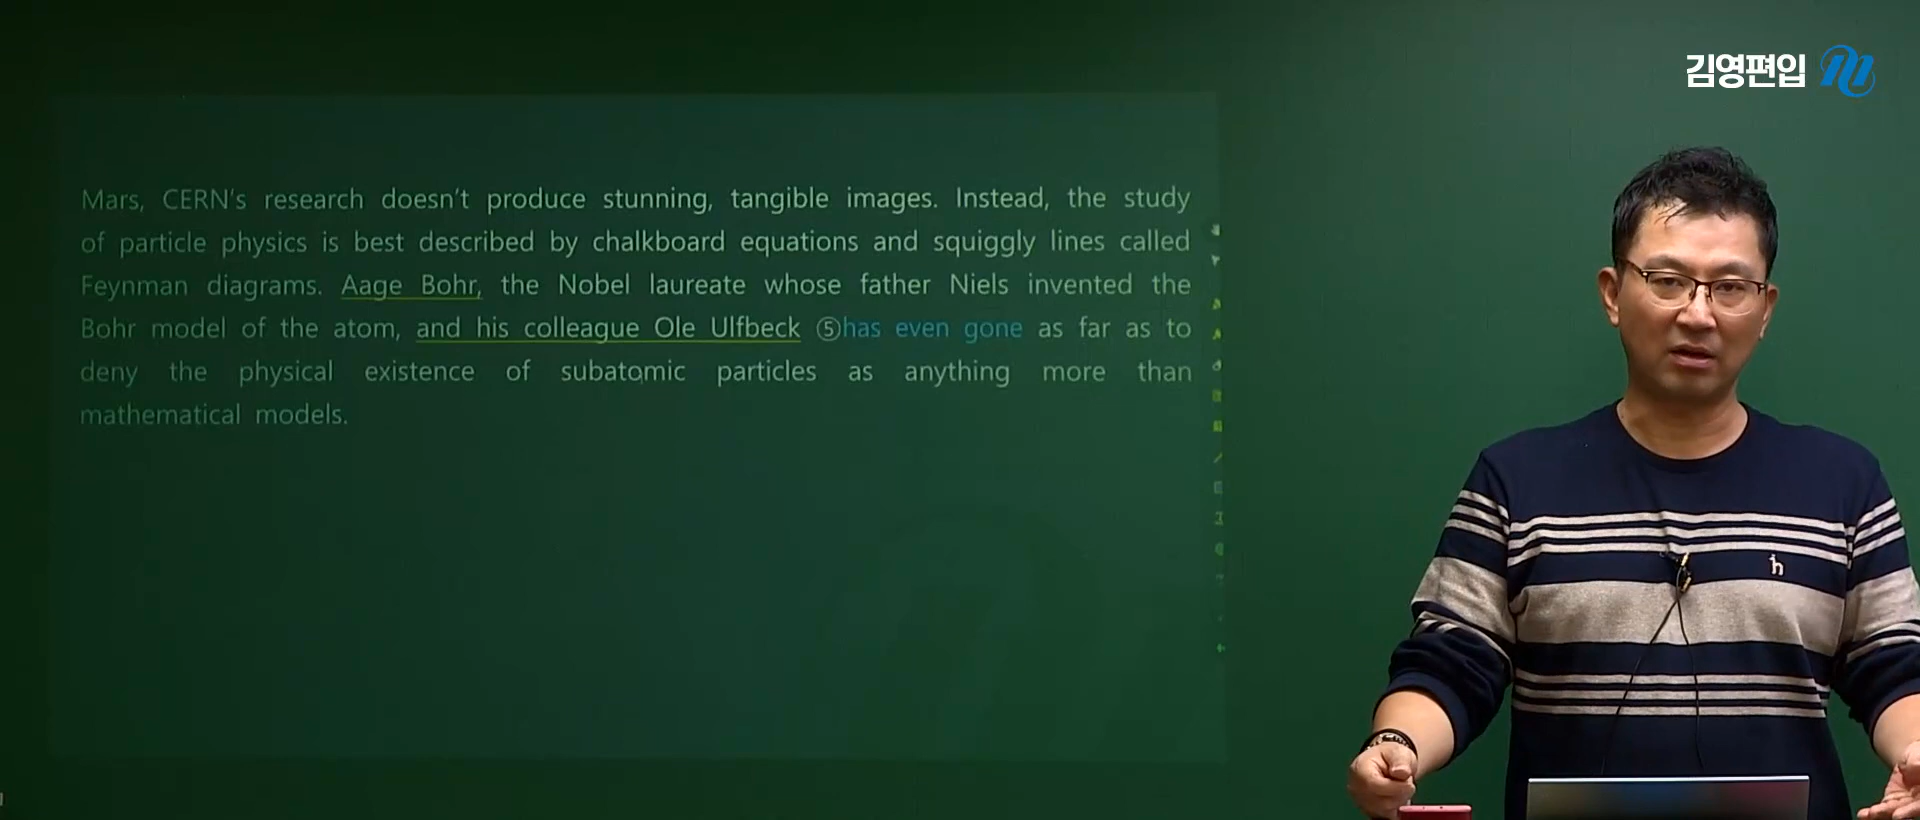 김영편입
Mars, CERN's research doesn't produce stunning, tangible images. Instead, the study
of particle physics is best described by chalkboard equations and squiggly lines called
Feynman diagrams. Aage Bohr, the Nobel laureate whose father Niels invented the
Bohr model of the atom, and his colleague Ole Ulfbeck ⑤has even gone as far as to
deny the physical existence of subatomic particles as anything more than
mathematical models.
h